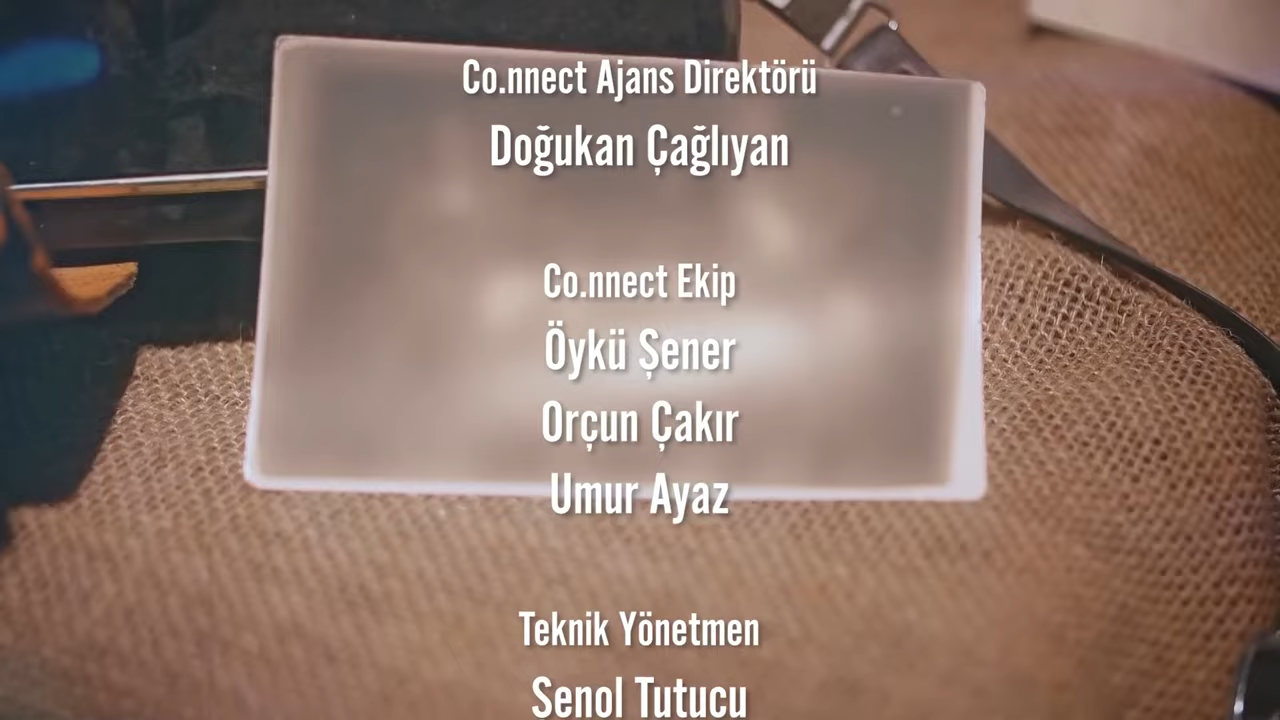 Co.nnect Ajans Direktörü
Doğukan Çağlıyan
Co.nnect Ekip
Öykü Şener
Orçun Çakır
Umur Ayaz
Teknik Yönetmen
Senol Tutucu